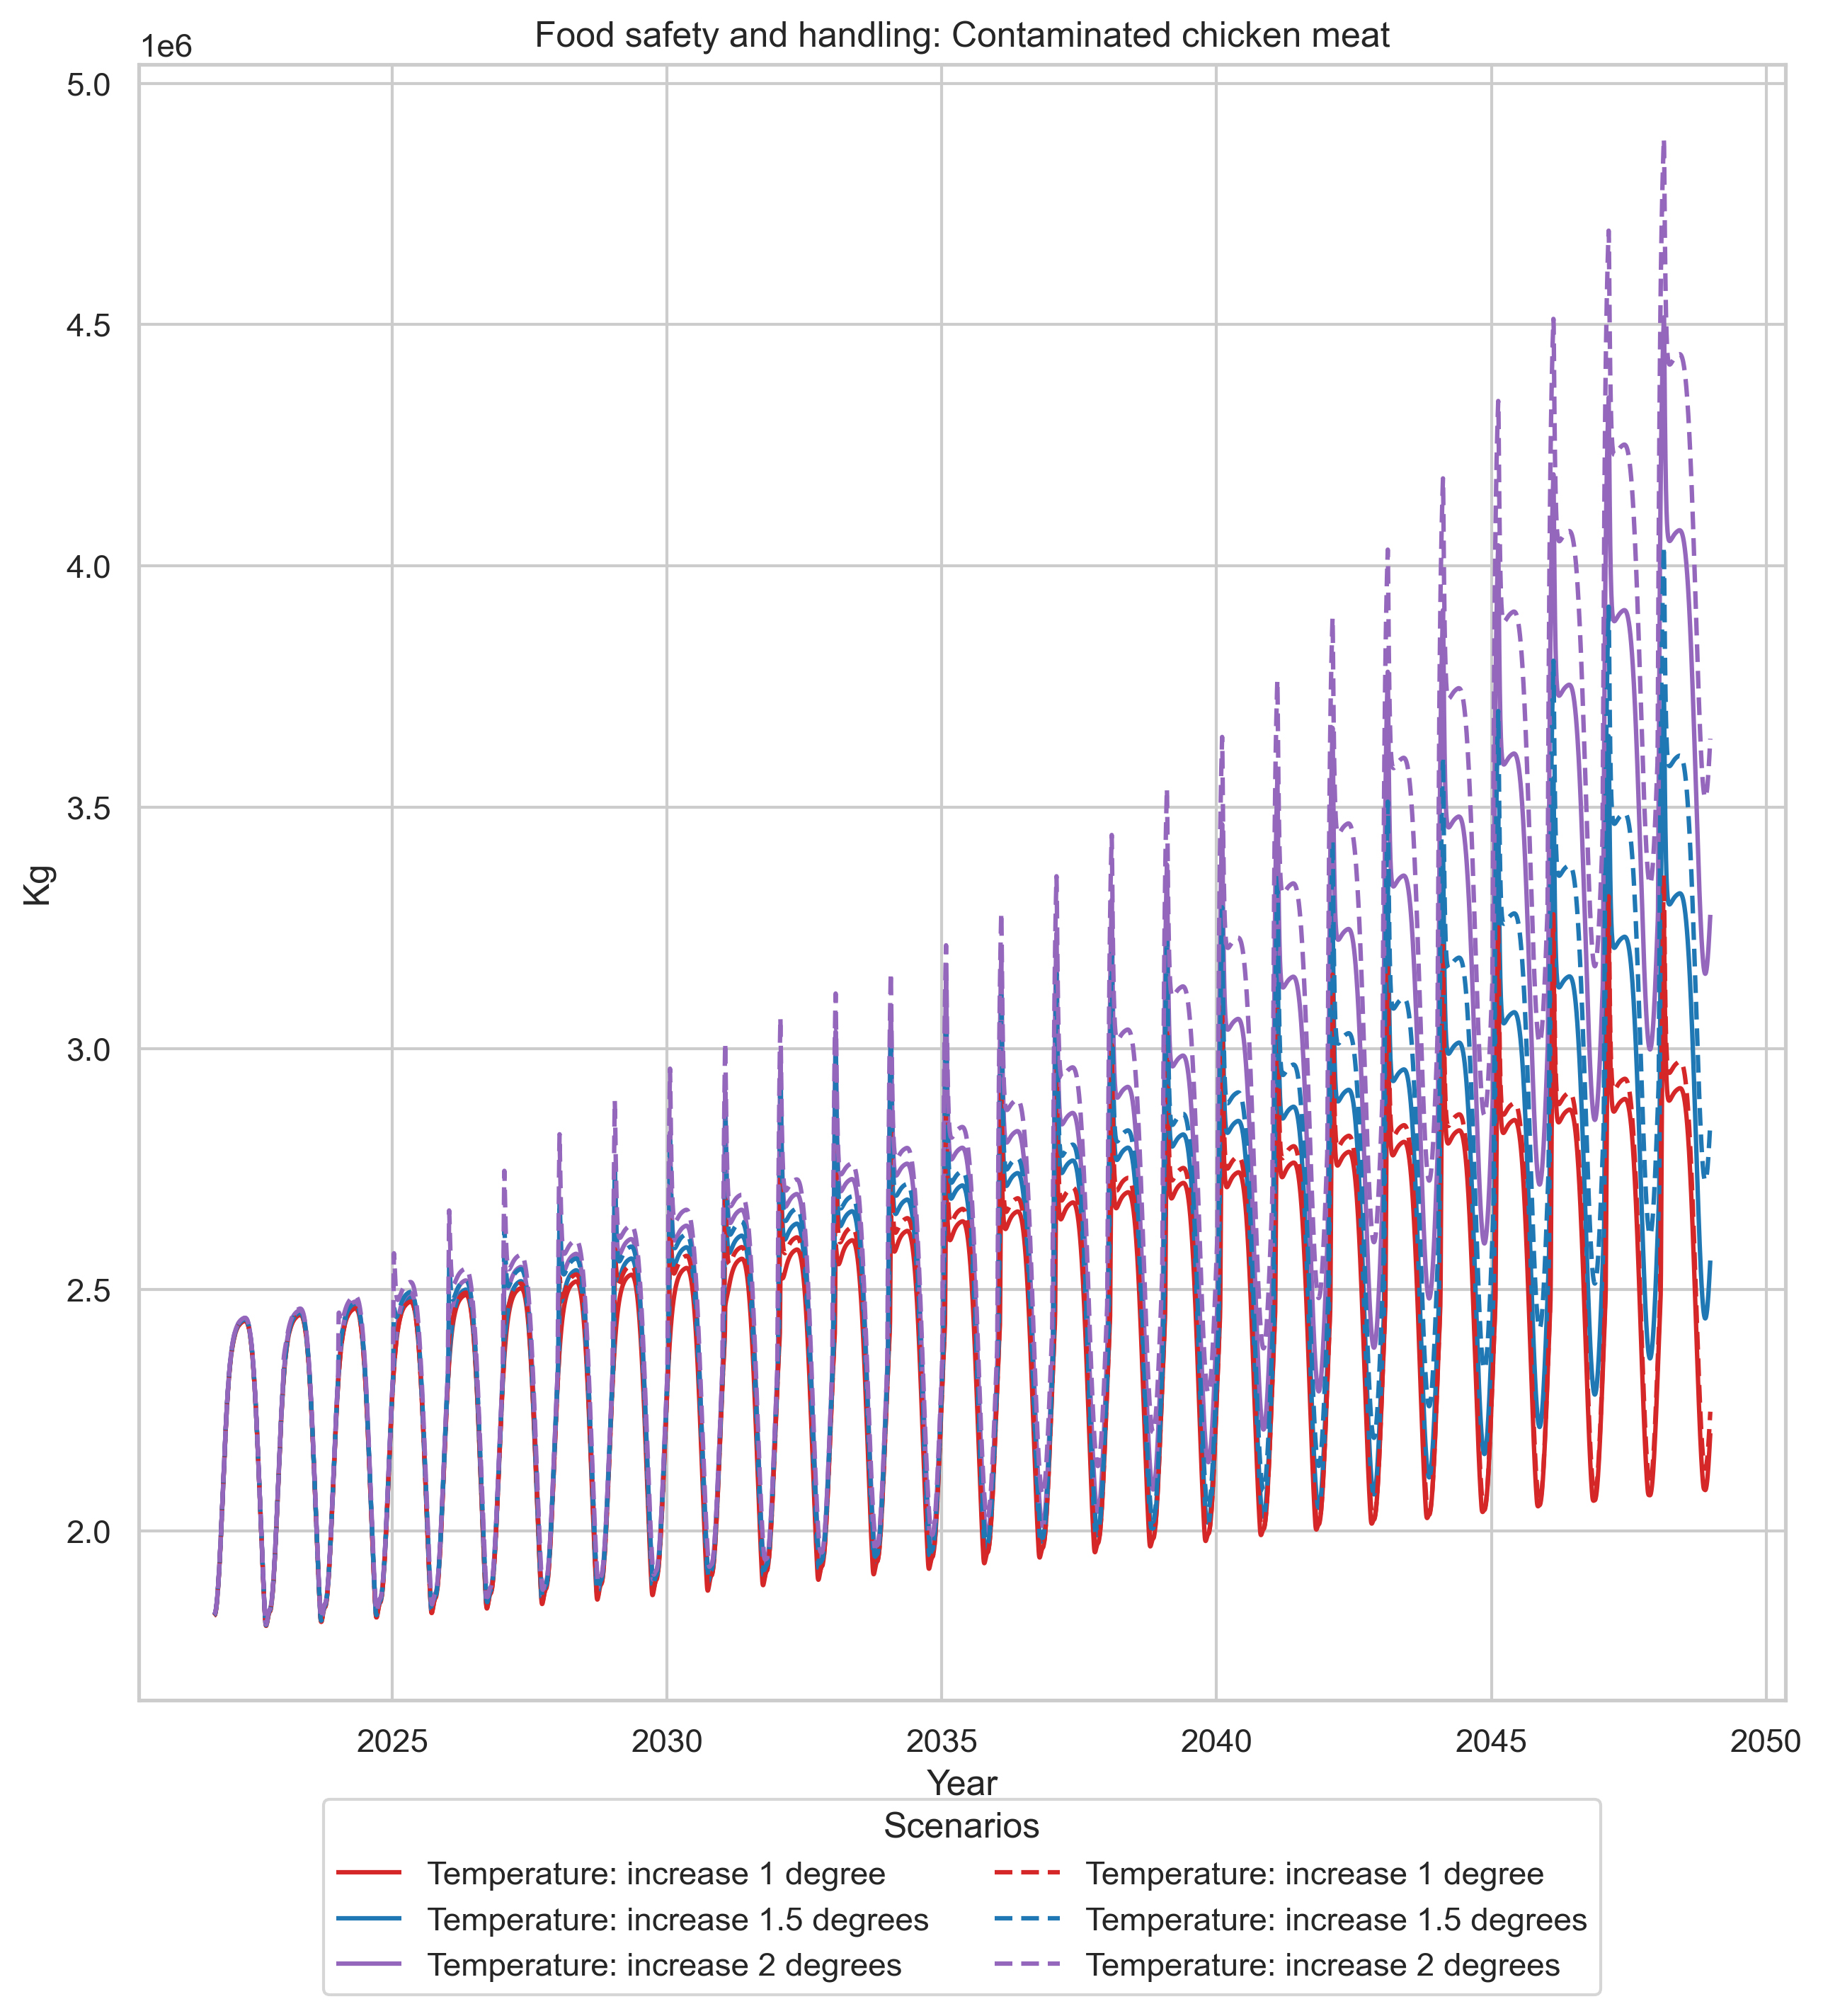 Food safety and handling: Contaminated chicken meat
1e6
5.0
4.5
4.0
3.5
3.0
2.5
2.0
Kg
2025 2030 2035 2040 2045 2050
Year
Scenarios
Temperature: increase 1 degree Temperature: increase 1 degree
Temperature: increase 1.5 degrees Temperature: increase 1.5 degrees
Temperature: increase 2 degrees Temperature: increase 2 degrees